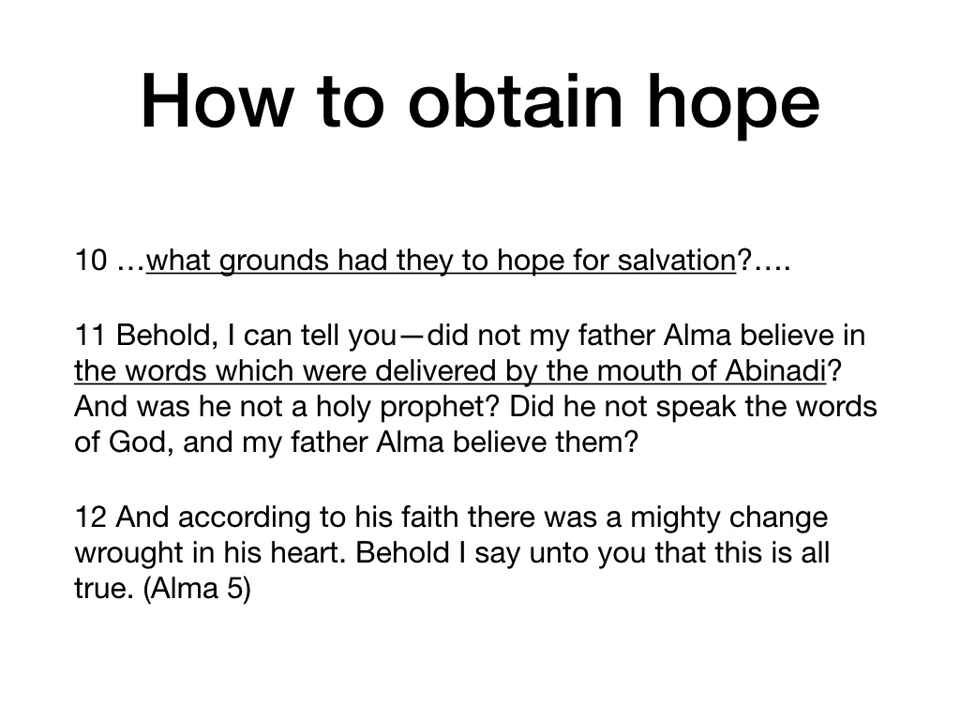 How to obtain hope
10 …what grounds had they to hope for salvation?….
11 Behold, I can tell you—did not my father Alma believe in
the words which were delivered by the mouth of Abinadi?
And was he not a holy prophet? Did he not speak the words
of God, and my father Alma believe them?
12 And according to his faith there was a mighty change
wrought in his heart. Behold I say unto you that this is all
true. (Alma 5)